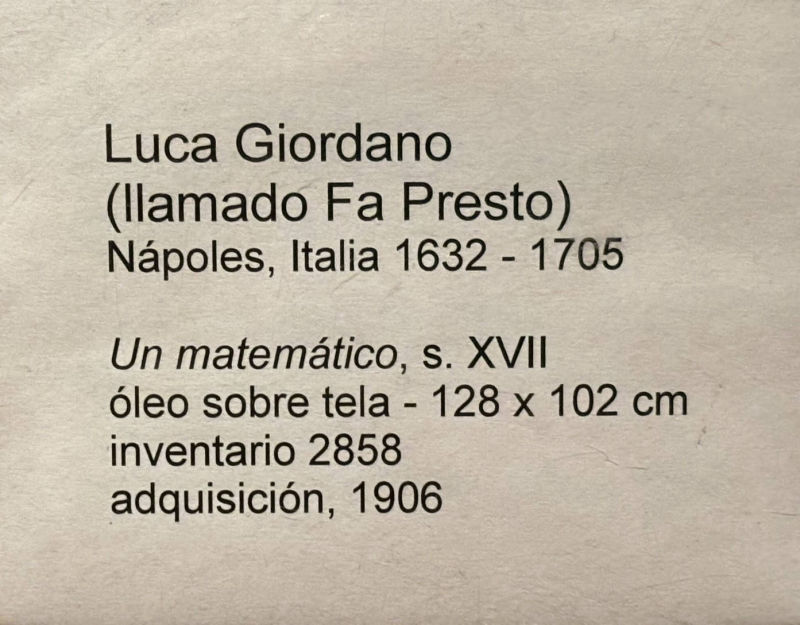 Luca Giordano
(llamado Fa Presto)
Nápoles, Italia 1632 - 1705
Un matemático, s. XVII
óleo sobre tela - 128 x 102 cm
inventario 2858
adquisición, 1906